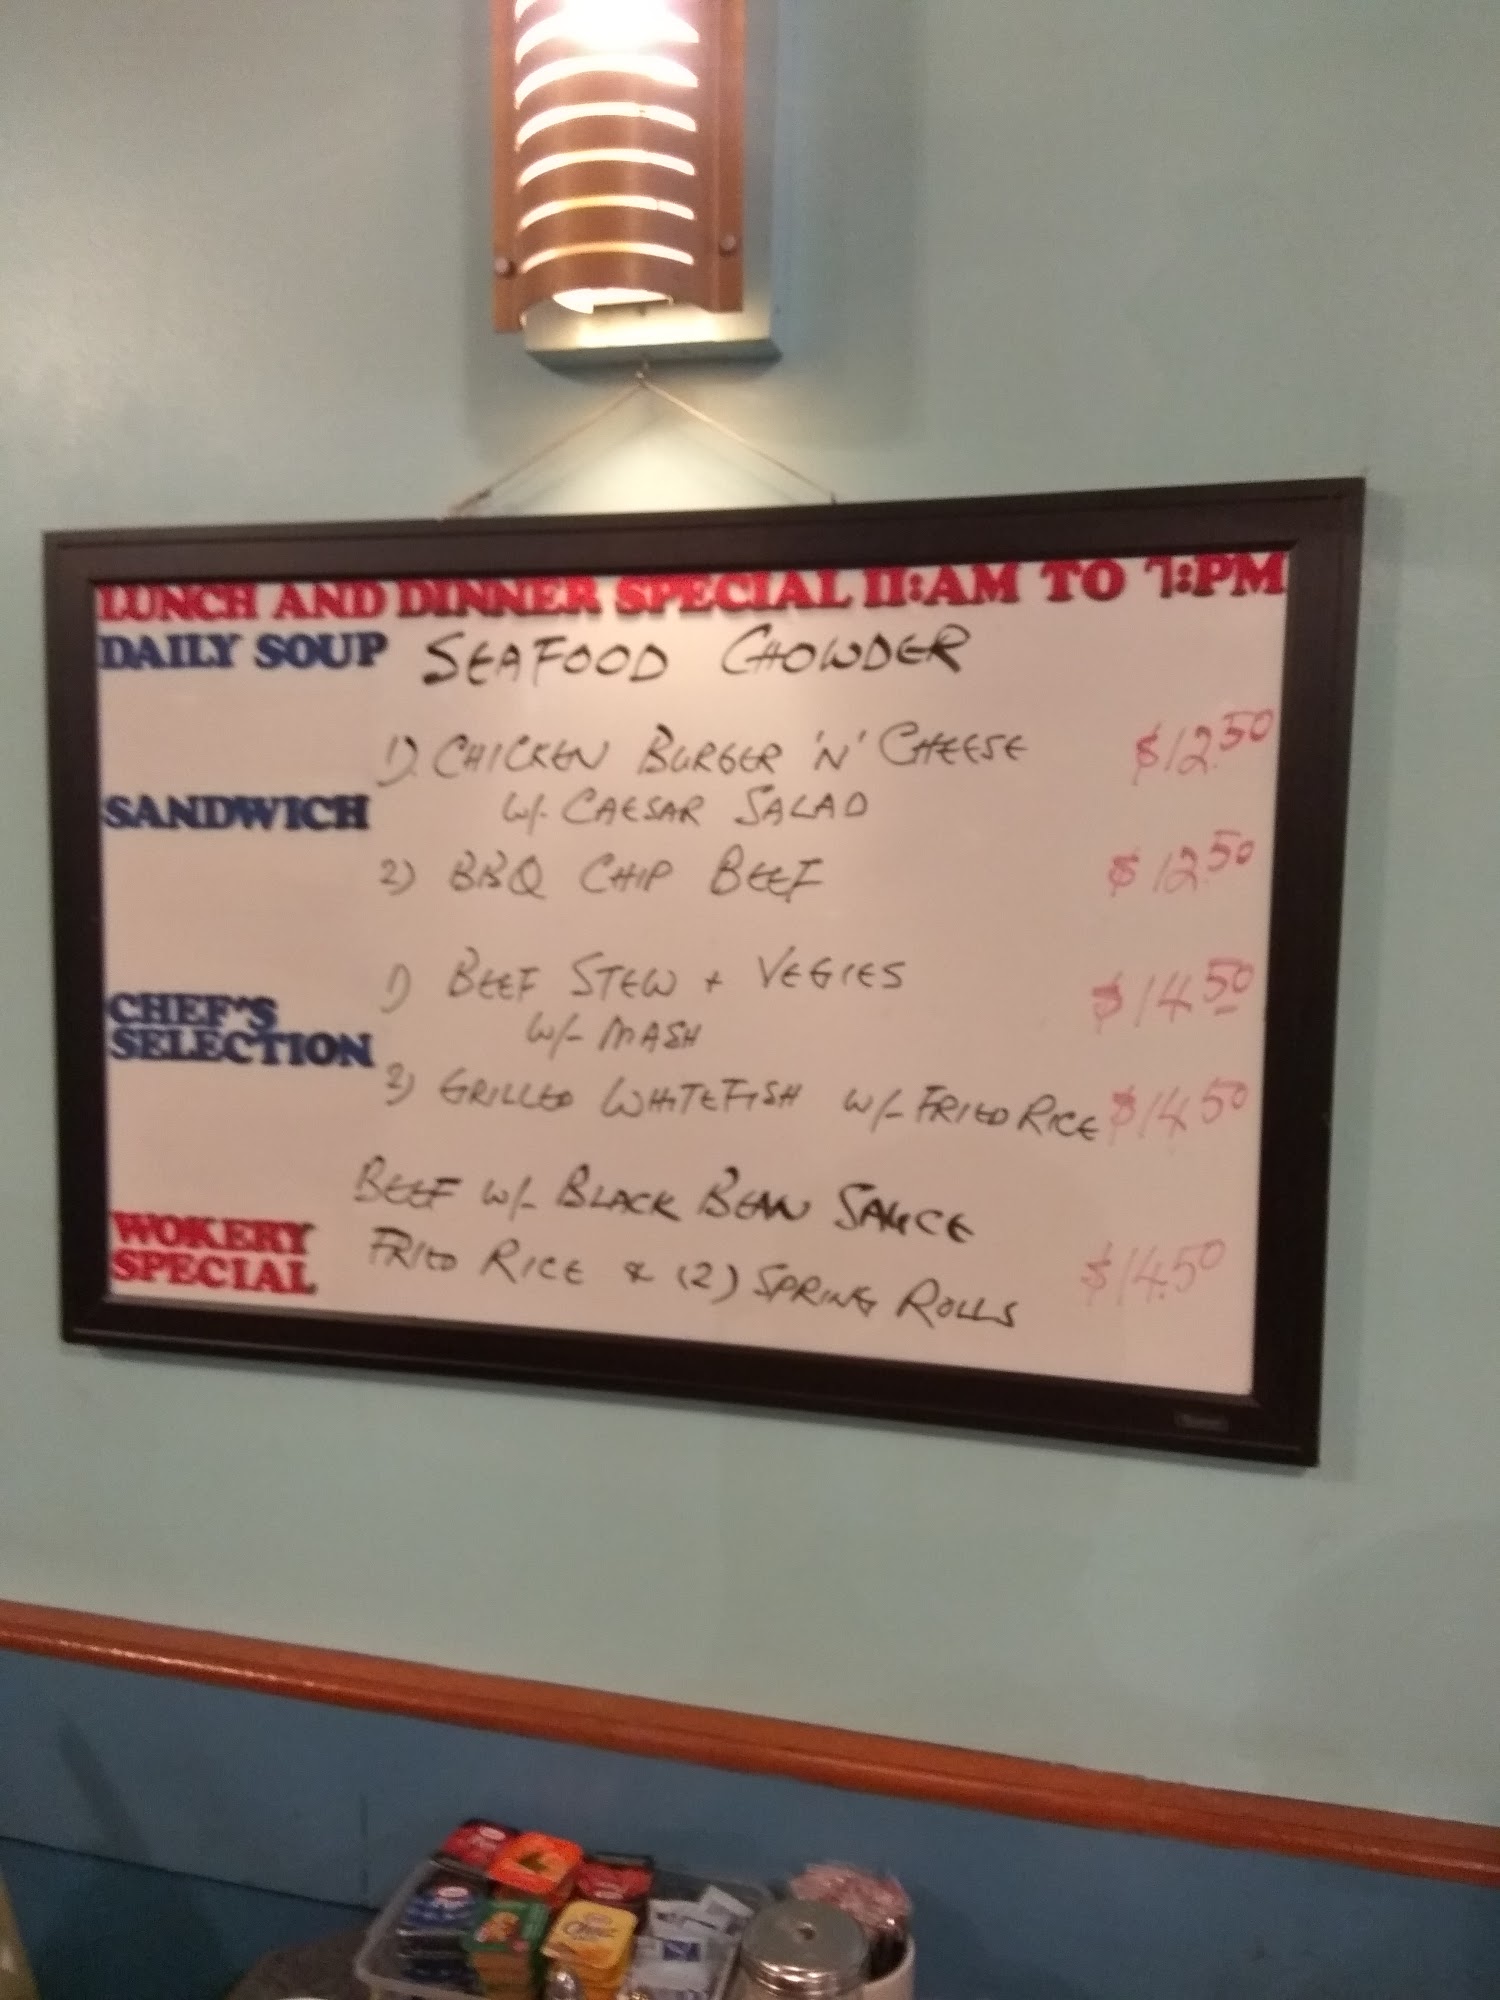 LUNCH AND DINNER SPECIAL 11:AM TO 7:PM
DAILY SOUP SEAFOOD CHOWDER
1) CHICKEN BURGER 'N' CHEESE $12.50
SANDWICH w/. CAESAR SALAD
2) BBQ CHIP BEEF $12.50
1) BEEF STEW + VEGIES $14.50
CHEF'S
w/- MASH
SELECTION
2) GRILLED WHITEFISH w/- FRIED RICE $14.50
BEEF w/- BLACK BEAN SAUCE
WOKERY
SPECIAL
FRIED RICE & (2) SPRING ROLLS $14.50